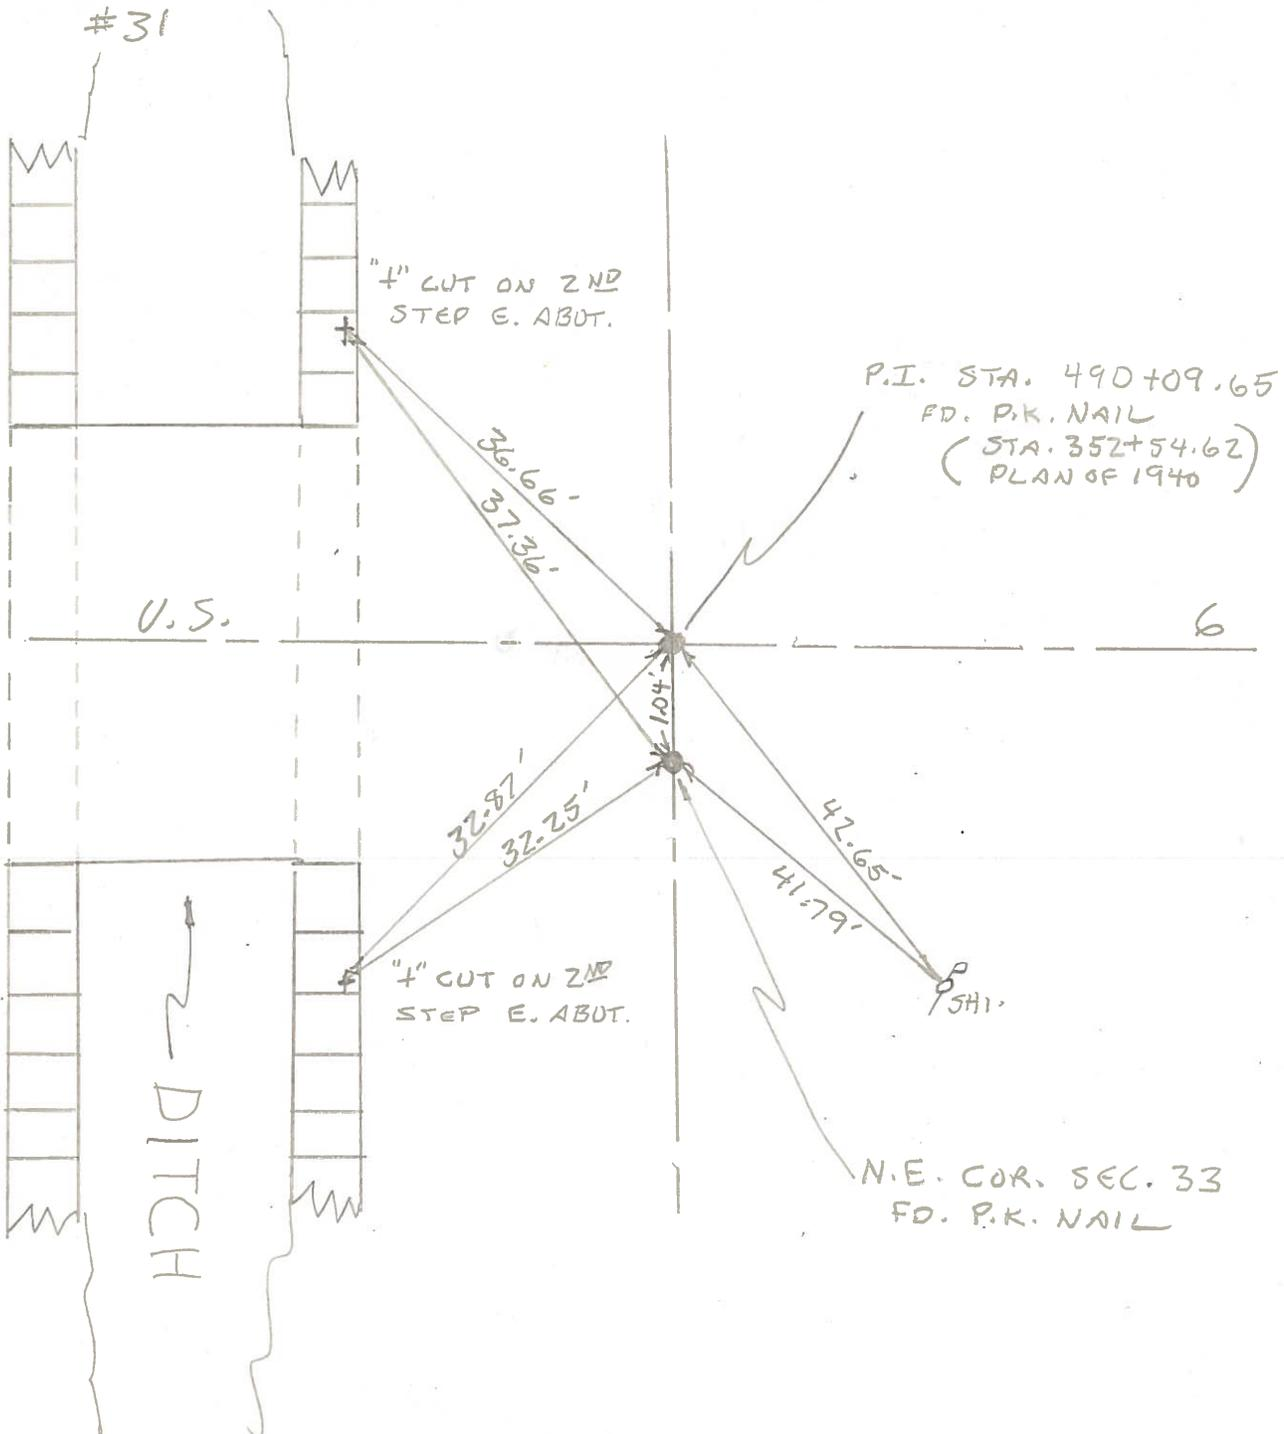 #31
"+" CUT ON 2ND
STEP E. ABUT.
P.I. STA. 490+09.65
FD. P.K. NAIL
(STA. 352+54.62)
PLAN OF 1940
36.66'
37.36'
U.S.
6
1.04'
32.87'
32.25'
42.65'
41.79'
"+" CUT ON 2ND
STEP E. ABUT.
SH1.
DITCH
N.E. COR. SEC. 33
FD. P.K. NAIL